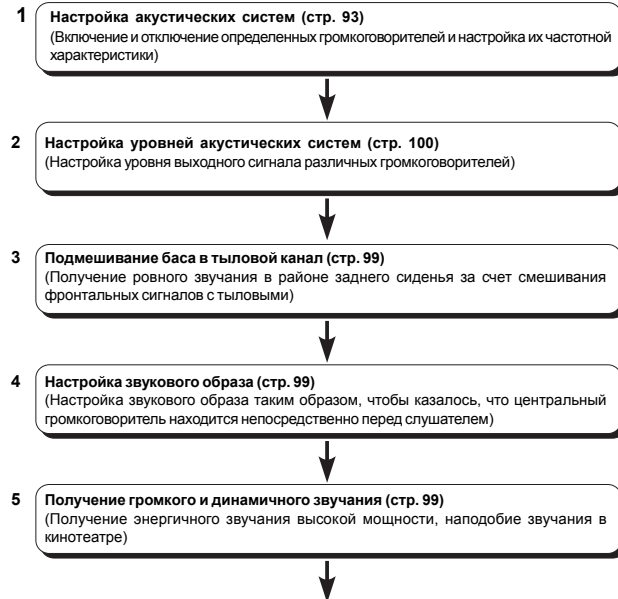 1 Настройка акустических систем (стр. 93)
(Включение и отключение определенных громкоговорителей и настройка их частотной
характеристики)
2 Настройка уровней акустических систем (стр. 100)
(Настройка уровня выходного сигнала различных громкоговорителей)
3 Подмешивание баса в тыловой канал (стр. 99)
(Получение ровного звучания в районе заднего сиденья за счет смешивания
фронтальных сигналов с тыловыми)
4 Настройка звукового образа (стр. 99)
(Настройка звукового образа таким образом, чтобы казалось, что центральный
громкоговоритель находится непосредственно перед слушателем)
5 Получение громкого и динамичного звучания (стр. 99)
(Получение энергичного звучания высокой мощности, наподобие звучания в
кинотеатре)